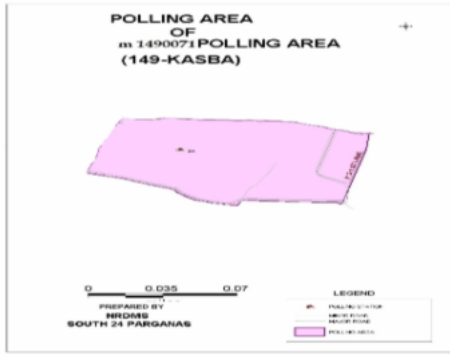 POLLING AREA
OF
m 1490071 POLLING AREA
(149-KASBA)
0 0.035 0.07
PREPARED BY
NRDMS
SOUTH 24 PARGANAS
LEGEND
POLLING STATION
MINOR ROAD
MAJOR ROAD
POLLING AREA